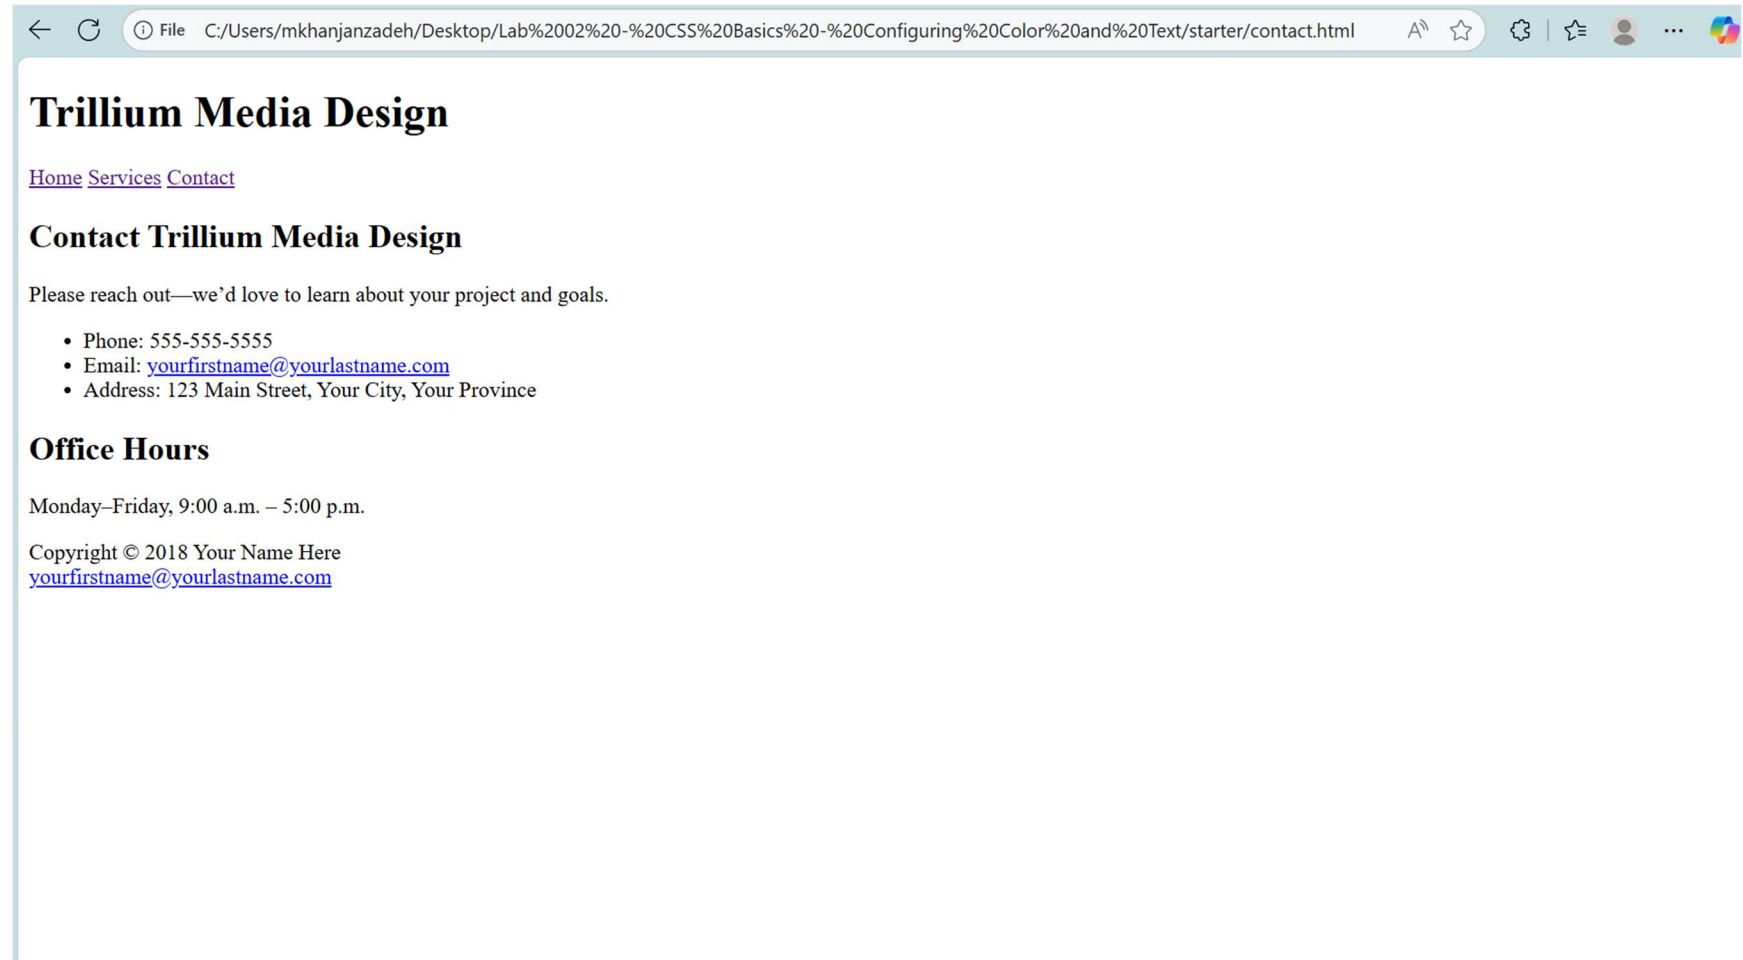 File C:/Users/mkhanjanzadeh/Desktop/Lab%2002%20-%20CSS%20Basics%20-%20Configuring%20Color%20and%20Text/starter/contact.html
Trillium Media Design
Home Services Contact
Contact Trillium Media Design
Please reach out—we’d love to learn about your project and goals.
• Phone: 555-555-5555
• Email: yourfirstname@yourlastname.com
• Address: 123 Main Street, Your City, Your Province
Office Hours
Monday–Friday, 9:00 a.m. – 5:00 p.m.
Copyright © 2018 Your Name Here
yourfirstname@yourlastname.com